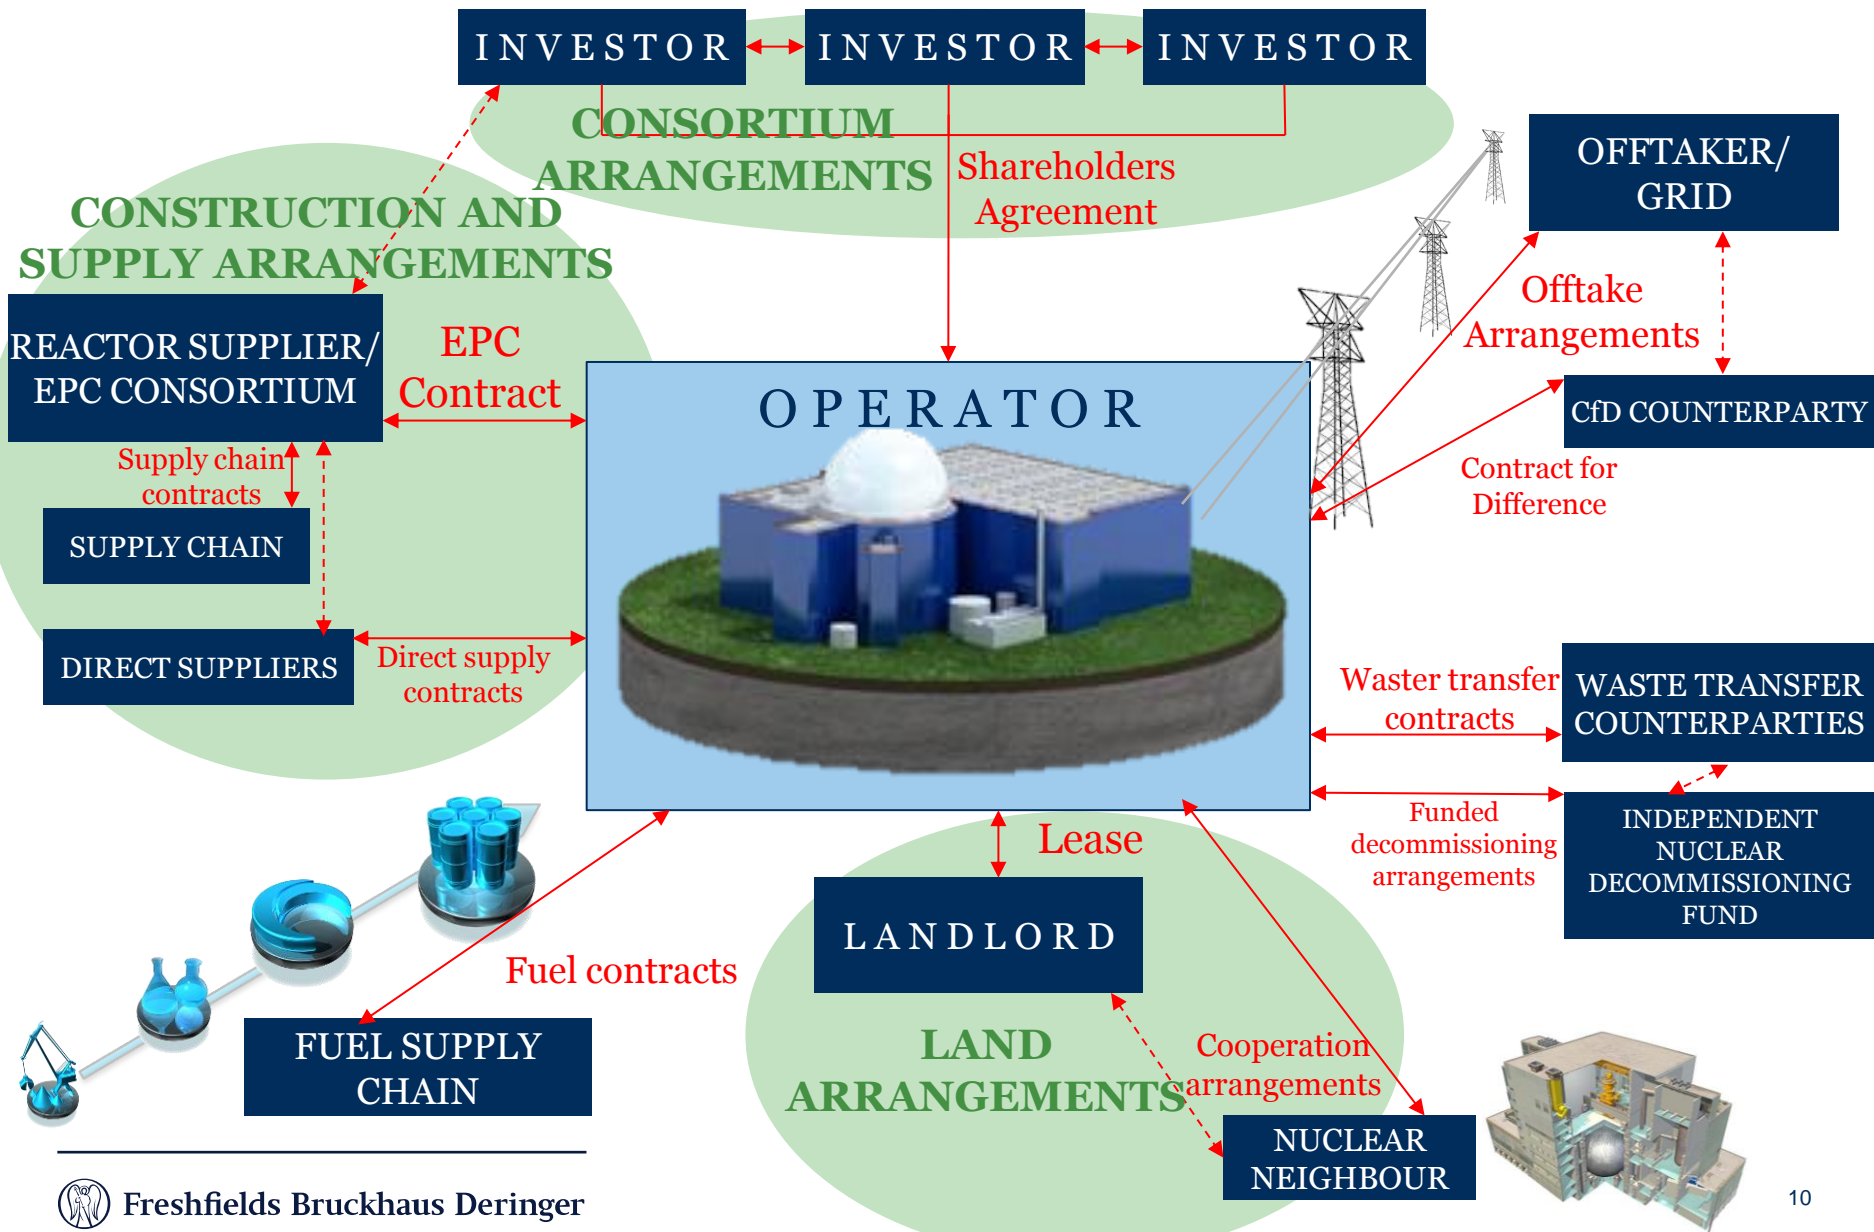 INVESTOR
INVESTOR
INVESTOR
CONSORTIUM
ARRANGEMENTS
Shareholders
Agreement
OFFTAKER/
GRID
CONSTRUCTION AND
SUPPLY ARRANGEMENTS
Offtake
Arrangements
REACTOR SUPPLIER/
EPC CONSORTIUM
EPC
Contract
OPERATOR
CfD COUNTERPARTY
Supply chain
contracts
Contract for
Difference
SUPPLY CHAIN
DIRECT SUPPLIERS
Direct supply
contracts
Waster transfer
contracts
WASTE TRANSFER
COUNTERPARTIES
Funded
decommissioning
arrangements
INDEPENDENT
NUCLEAR
DECOMMISSIONING
FUND
Lease
LANDLORD
Fuel contracts
FUEL SUPPLY
CHAIN
LAND
ARRANGEMENTS
Cooperation
arrangements
NUCLEAR
NEIGHBOUR
Freshfields Bruckhaus Deringer
10